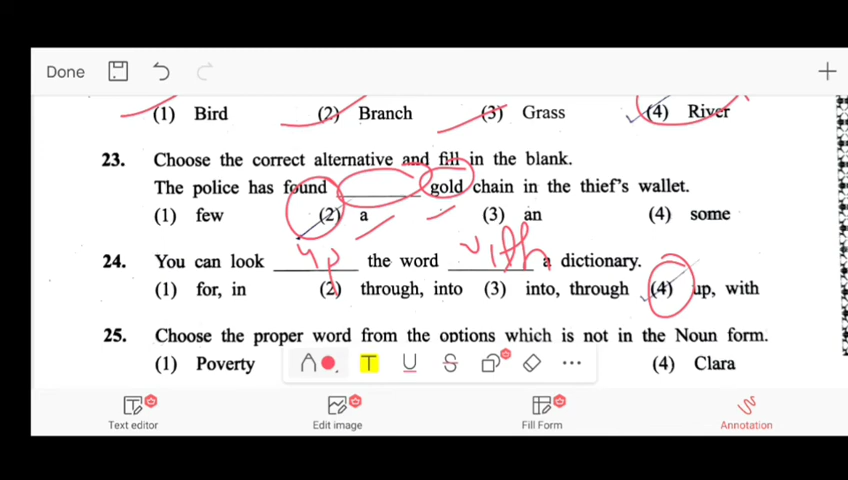 Done
(1) Bird (2) Branch (3) Grass (4) River
23. Choose the correct alternative and fill in the blank.
The police has found ________ gold chain in the thief's wallet.
(1) few (2) a (3) an (4) some
up with
24. You can look ________ the word ________ a dictionary.
(1) for, in (2) through, into (3) into, through (4) up, with
25. Choose the proper word from the options which is not in the Noun form.
(1) Poverty (4) Clara
T U S
Text editor Edit image Fill Form Annotation